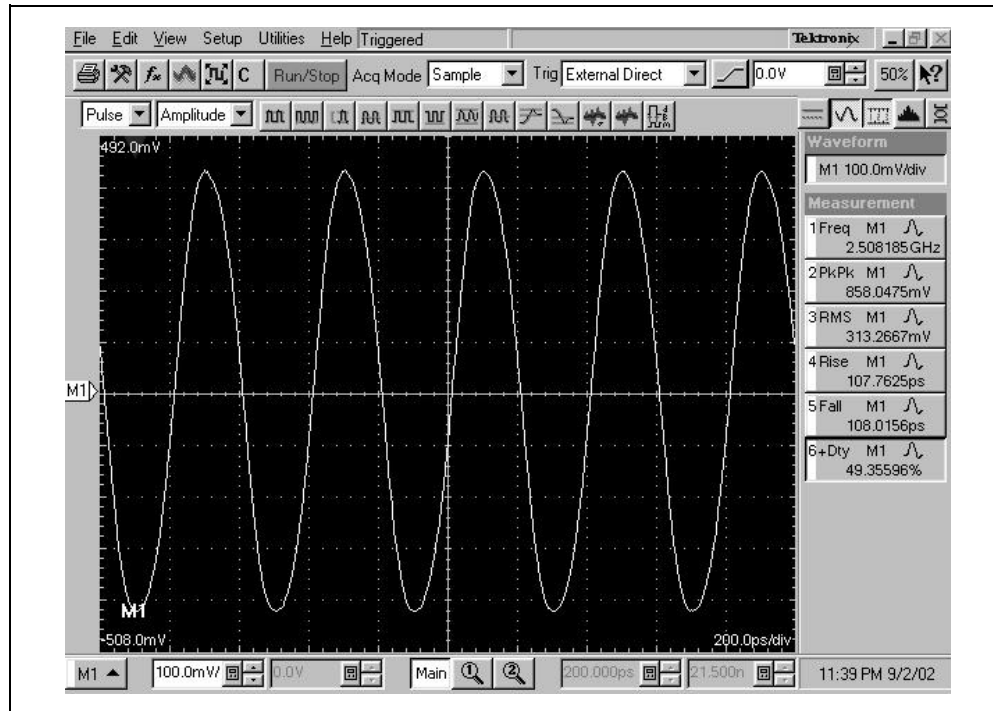 File Edit View Setup Utilities Help Triggered Tektronix
C Run/Stop Acq Mode Sample Trig External Direct 0.0V 50%
Pulse Amplitude
492.0mV
Waveform
M1 100.0mV/div
Measurement
1 Freq M1
2.508185GHz
2 PkPk M1
858.0475mV
3 RMS M1
313.2667mV
4 Rise M1
107.7625ps
M1
5 Fall M1
108.0156ps
6 +Dty M1
49.35596%
M1
-508.0mV 200.0ps/div
M1 100.0mV/ 0.0V Main 1 2 200.000ps 21.500n 11:39 PM 9/2/02